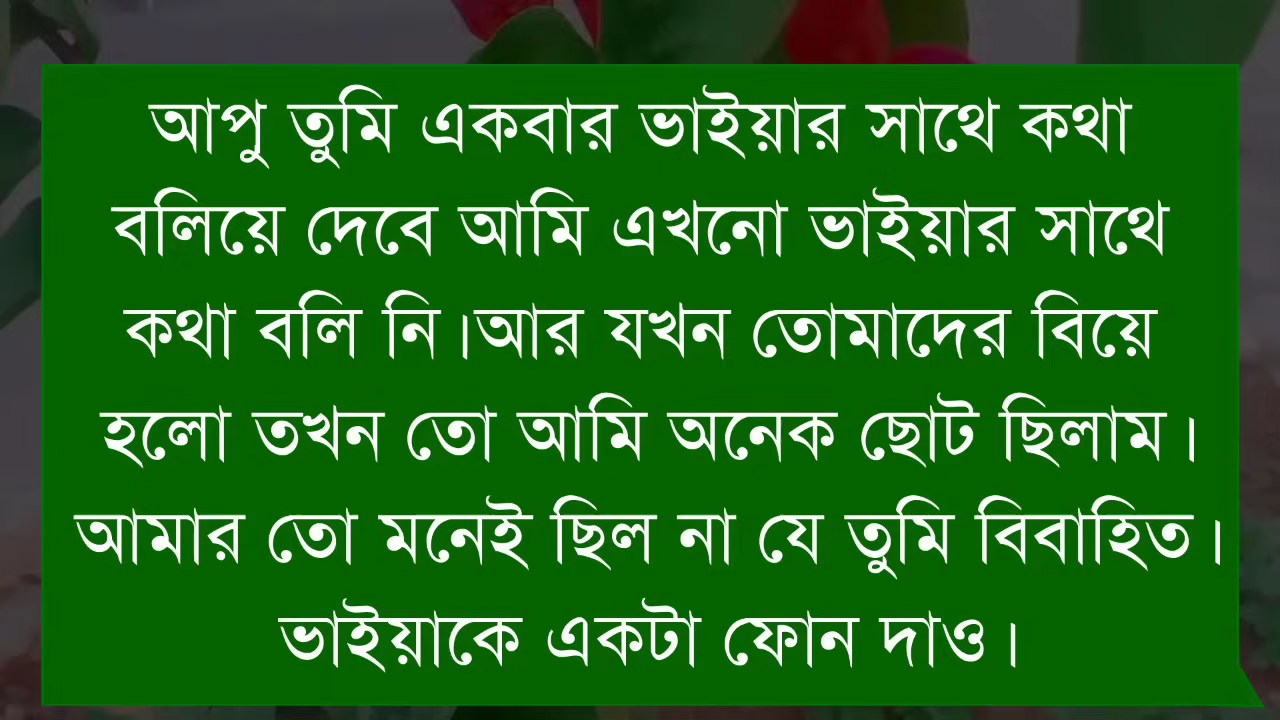 আপু তুমি একবার ভাইয়ার সাথে কথা
বলিয়ে দেবে আমি এখনো ভাইয়ার সাথে
কথা বলি নি।আর যখন তোমাদের বিয়ে
হলো তখন তো আমি অনেক ছোট ছিলাম।
আমার তো মনেই ছিল না যে তুমি বিবাহিত।
ভাইয়াকে একটা ফোন দাও।